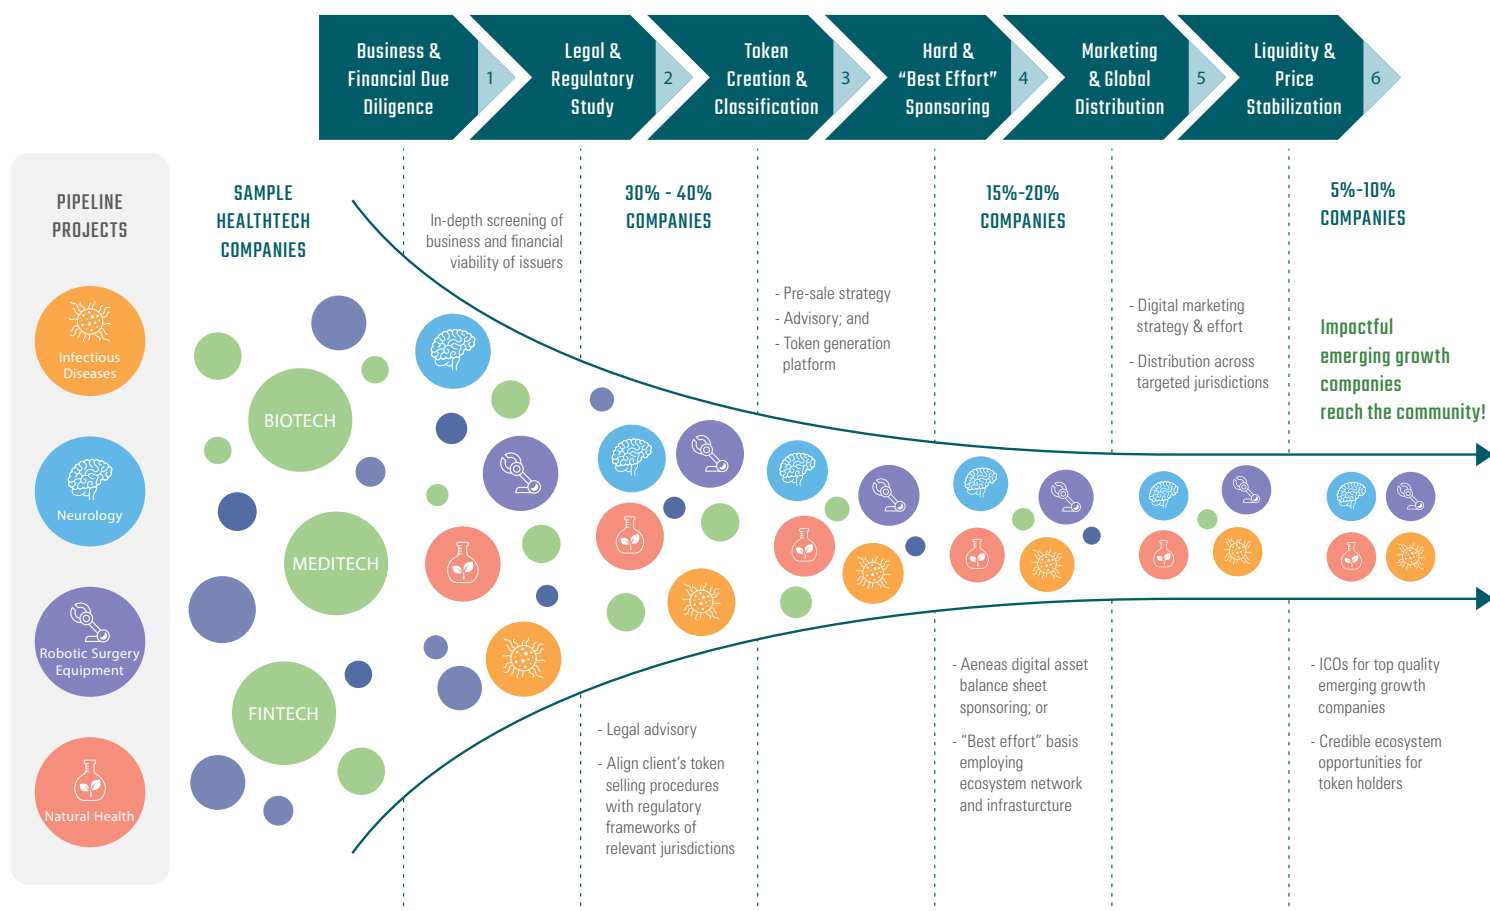 Business &
Financial Due
Diligence
1
Legal &
Regulatory
Study
2
Token
Creation &
Classification
3
Hard &
“Best Effort”
Sponsoring
4
Marketing
& Global
Distribution
5
Liquidity &
Price
Stabilization
6
PIPELINE
PROJECTS
Infectious
Diseases
Neurology
Robotic Surgery
Equipment
Natural Health
SAMPLE
HEALTHTECH
COMPANIES
BIOTECH
MEDITECH
FINTECH
In-depth screening of
business and financial
viability of issuers
30% - 40%
COMPANIES
- Legal advisory
- Align client’s token
selling procedures
with regulatory
frameworks of
relevant jurisdictions
- Pre-sale strategy
- Advisory; and
- Token generation
platform
15%-20%
COMPANIES
- Aeneas digital asset
balance sheet
sponsoring; or
- “Best effort” basis
employing
ecosystem network
and infrasturcture
- Digital marketing
strategy & effort
- Distribution across
targeted jurisdictions
5%-10%
COMPANIES
Impactful
emerging growth
companies
reach the community!
- ICOs for top quality
emerging growth
companies
- Credible ecosystem
opportunities for
token holders